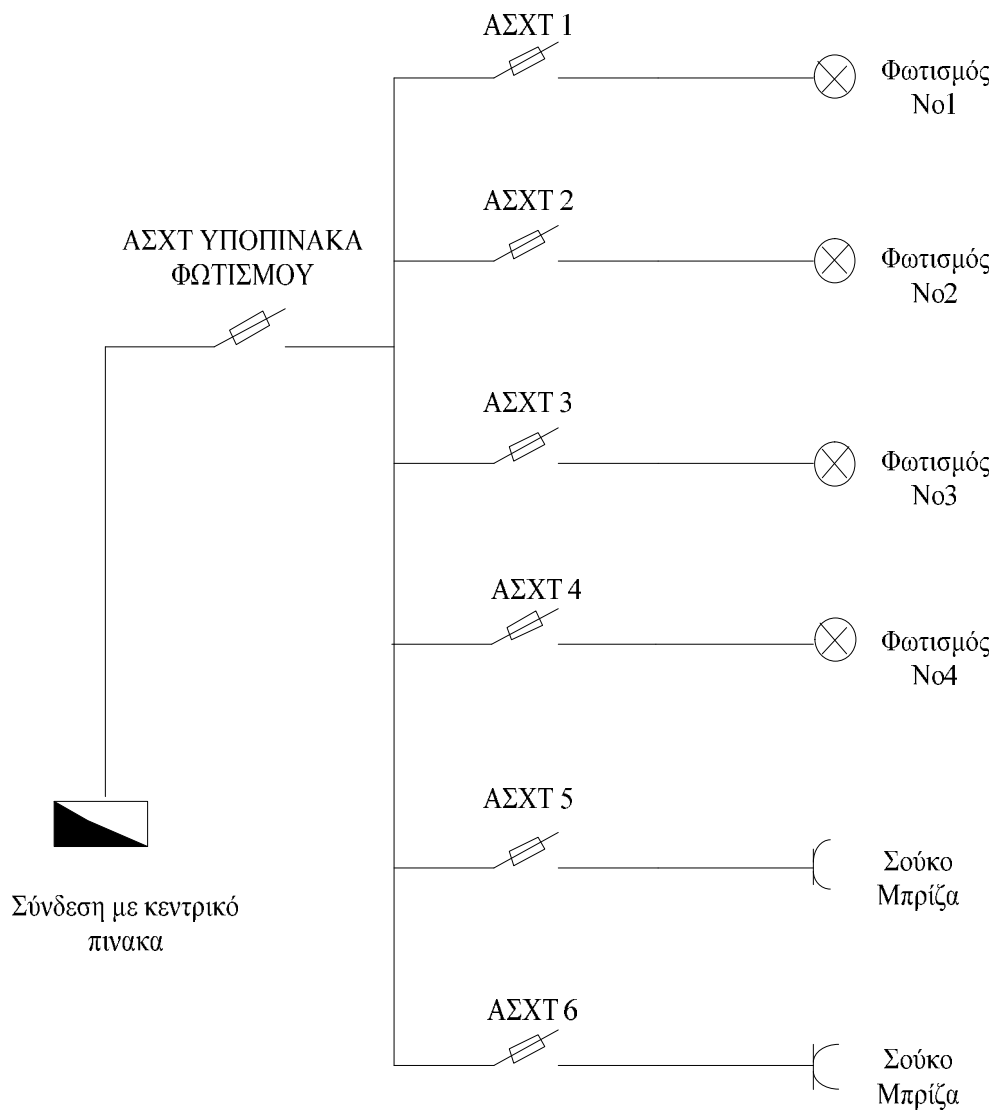 ΑΣΧΤ 1
Φωτισμός
Νο1
ΑΣΧΤ 2
Φωτισμός
Νο2
ΑΣΧΤ ΥΠΟΠΙΝΑΚΑ
ΦΩΤΙΣΜΟΥ
ΑΣΧΤ 3
Φωτισμός
Νο3
ΑΣΧΤ 4
Φωτισμός
Νο4
ΑΣΧΤ 5
Σούκο
Μπρίζα
Σύνδεση με κεντρικό
πινακα
ΑΣΧΤ 6
Σούκο
Μπρίζα